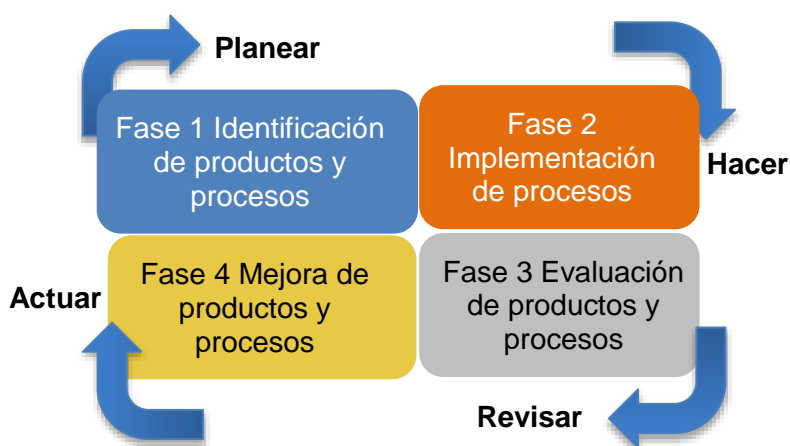 Planear
Fase 1 Identificación
de productos y
procesos
Fase 2
Implementación
de procesos
Hacer
Fase 4 Mejora de
productos y
procesos
Actuar
Fase 3 Evaluación
de productos y
procesos
Revisar